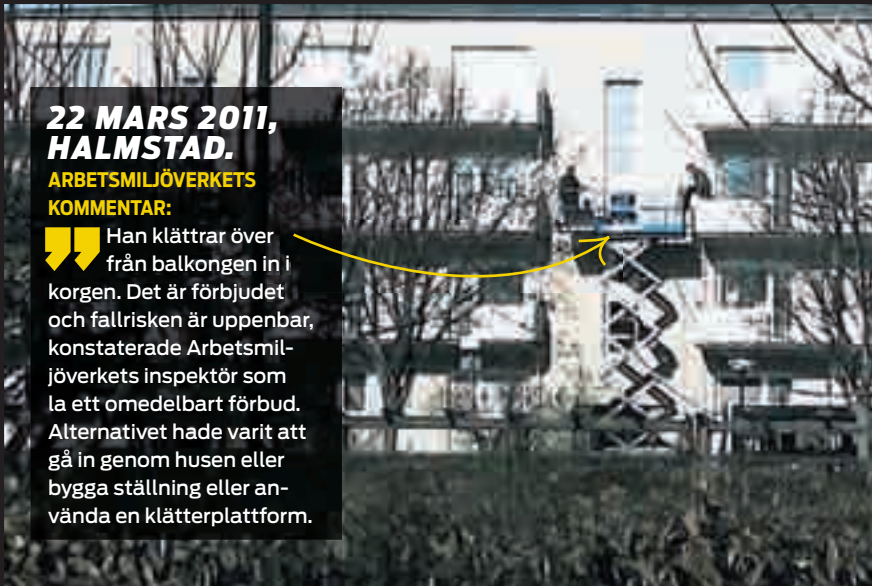 22 MARS 2011,
HALMSTAD.
ARBETSMILJÖVERKETS
KOMMENTAR:
Han klättrar över
från balkongen in i
korgen. Det är förbjudet
och fallrisken är uppenbar,
konstaterade Arbetsmil-
jöverkets inspektör som
la ett omedelbart förbud.
Alternativet hade varit att
gå in genom husen eller
bygga ställning eller an-
vända en klätterplattform.